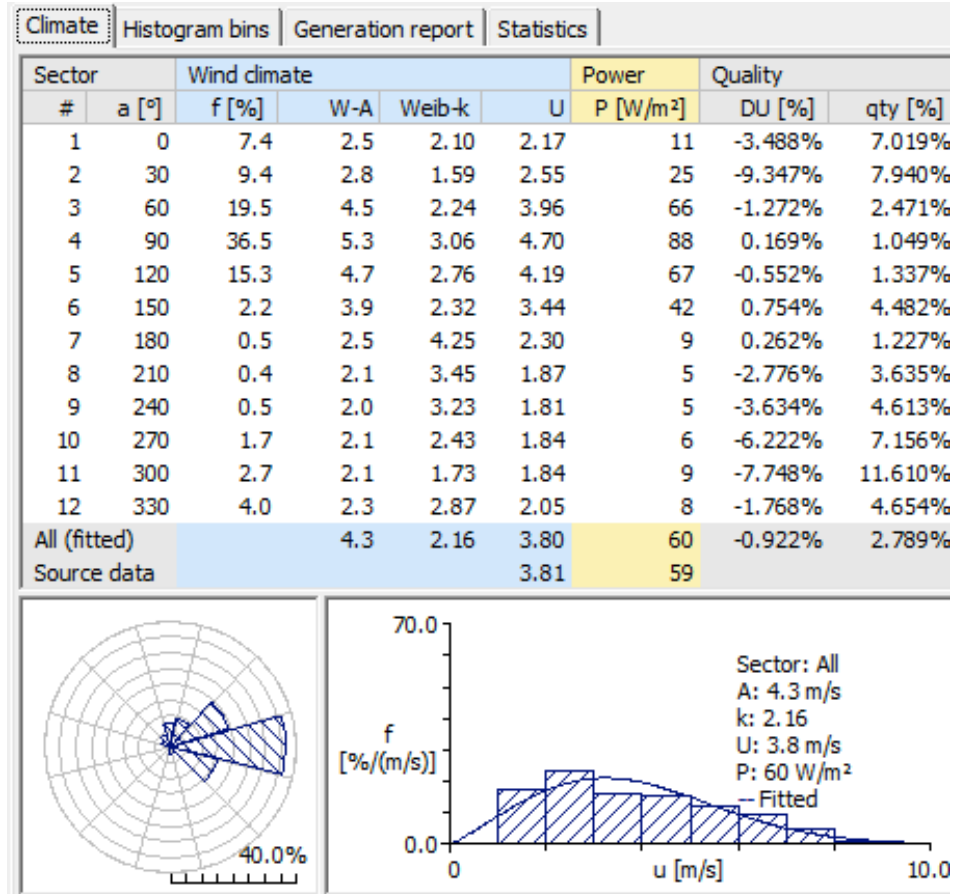 Climate Histogram bins Generation report Statistics
Sector Wind climate Power Quality
# a [°] f [%] W-A Weib-k U P [W/m²] DU [%] qty [%]
1 0 7.4 2.5 2.10 2.17 11 -3.488% 7.019%
2 30 9.4 2.8 1.59 2.55 25 -9.347% 7.940%
3 60 19.5 4.5 2.24 3.96 66 -1.272% 2.471%
4 90 36.5 5.3 3.06 4.70 88 0.169% 1.049%
5 120 15.3 4.7 2.76 4.19 67 -0.552% 1.337%
6 150 2.2 3.9 2.32 3.44 42 0.754% 4.482%
7 180 0.5 2.5 4.25 2.30 9 0.262% 1.227%
8 210 0.4 2.1 3.45 1.87 5 -2.776% 3.635%
9 240 0.5 2.0 3.23 1.81 5 -3.634% 4.613%
10 270 1.7 2.1 2.43 1.84 6 -6.222% 7.156%
11 300 2.7 2.1 1.73 1.84 9 -7.748% 11.610%
12 330 4.0 2.3 2.87 2.05 8 -1.768% 4.654%
All (fitted) 4.3 2.16 3.80 60 -0.922% 2.789%
Source data 3.81 59
40.0%
70.0
f
[%/(m/s)]
0.0
0 u [m/s] 10.0
Sector: All
A: 4.3 m/s
k: 2.16
U: 3.8 m/s
P: 60 W/m²
Fitted